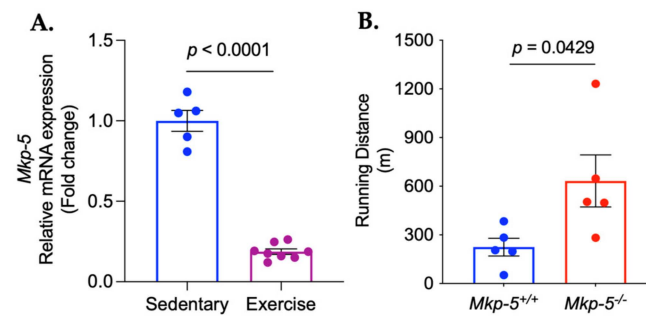 A.
Mkp-5
Relative mRNA expression
(Fold change)
1.5
1.0
0.5
0.0
p < 0.0001
Sedentary
Exercise
B.
Running Distance
(m)
1500
1200
900
600
300
0
p = 0.0429
Mkp-5+/+
Mkp-5-/-